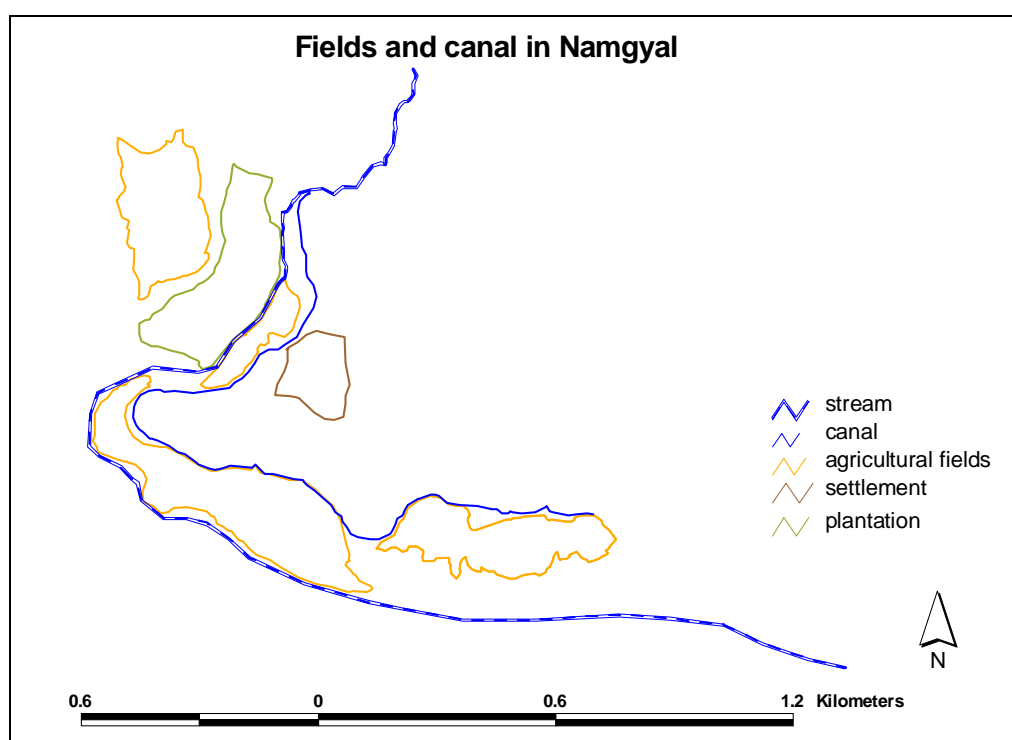 Fields and canal in Namgyal
stream
canal
agricultural fields
settlement
plantation
N
0.6 0 0.6 1.2 Kilometers